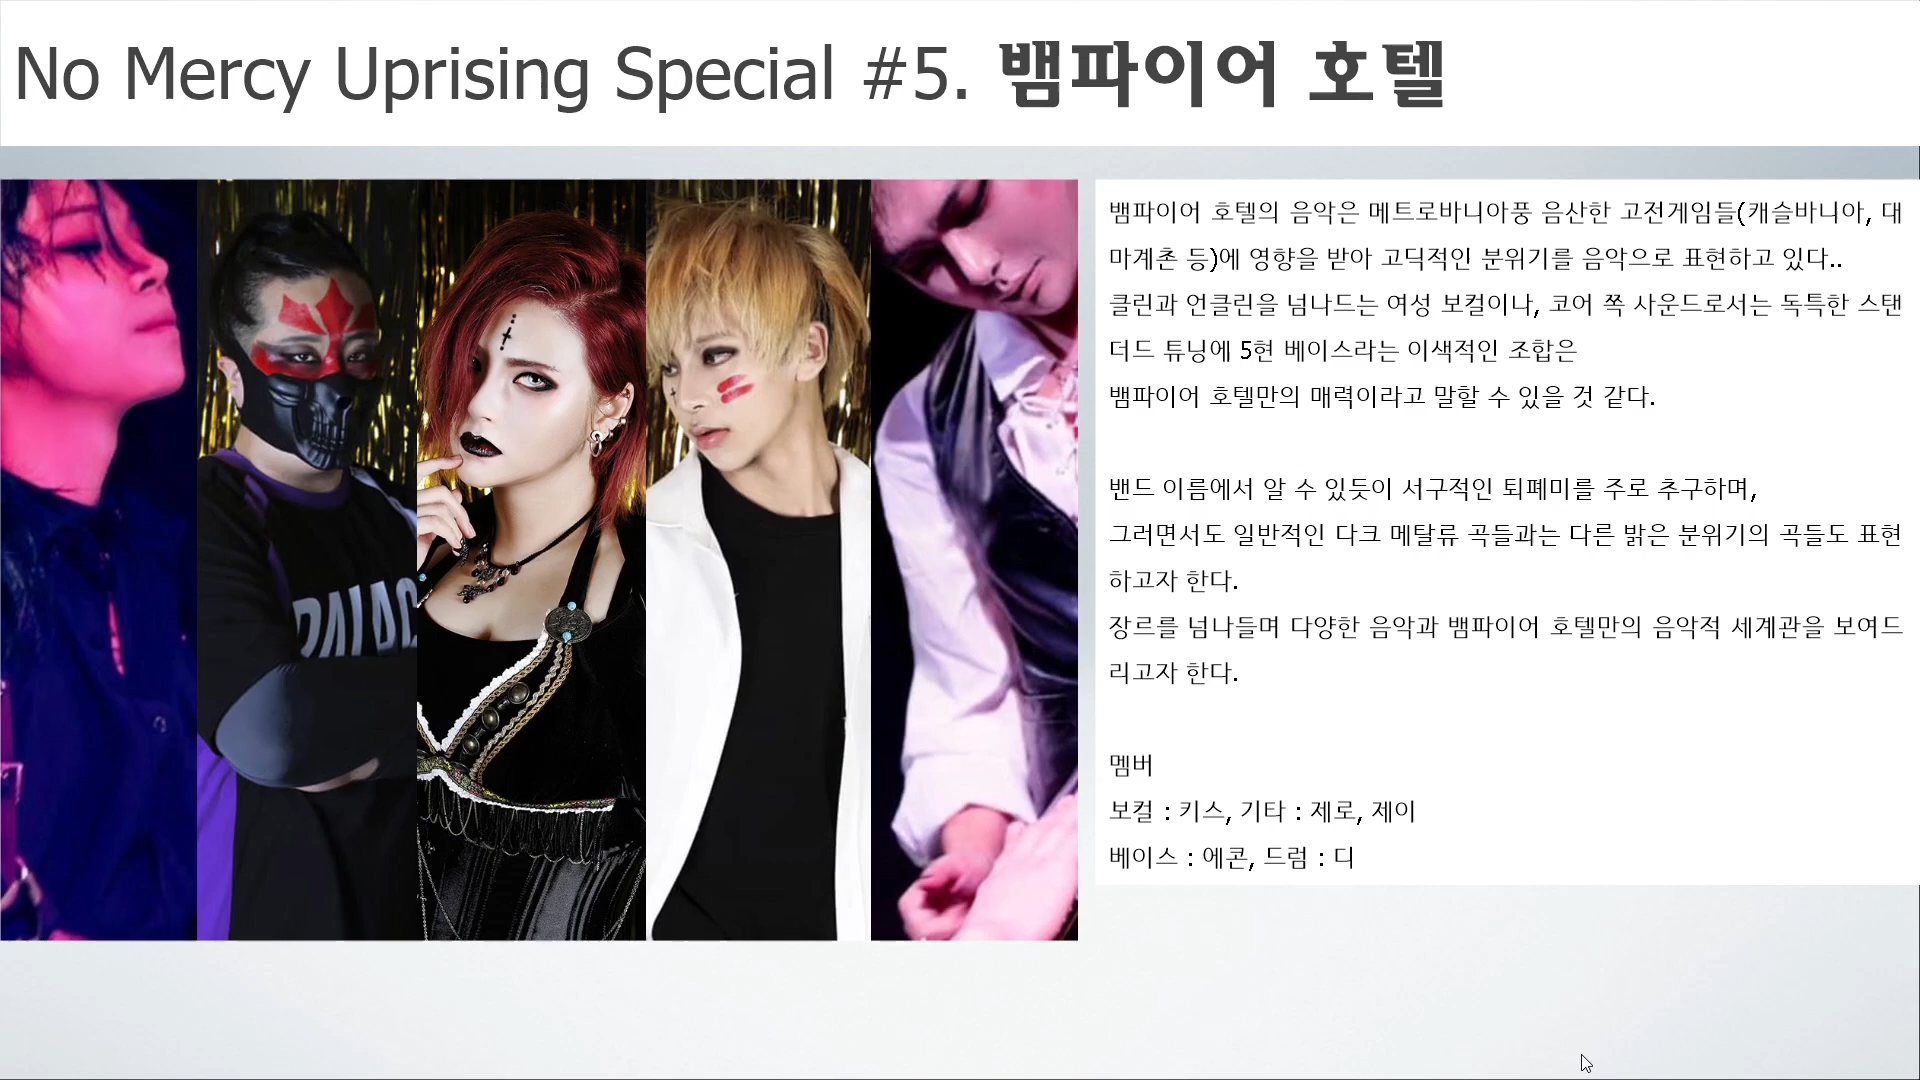 No Mercy Uprising Special #5. 뱀파이어 호텔
뱀파이어 호텔의 음악은 메트로바니아풍 음산한 고전게임들(캐슬바니아, 대
마계촌 등)에 영향을 받아 고딕적인 분위기를 음악으로 표현하고 있다..
클린과 언클린을 넘나드는 여성 보컬이나, 코어 쪽 사운드로서는 독특한 스탠
더드 튜닝에 5현 베이스라는 이색적인 조합은
뱀파이어 호텔만의 매력이라고 말할 수 있을 것 같다.
밴드 이름에서 알 수 있듯이 서구적인 퇴폐미를 주로 추구하며,
그러면서도 일반적인 다크 메탈류 곡들과는 다른 밝은 분위기의 곡들도 표현
하고자 한다.
장르를 넘나들며 다양한 음악과 뱀파이어 호텔만의 음악적 세계관을 보여드
리고자 한다.
멤버
보컬 : 키스, 기타 : 제로, 제이
베이스 : 에콘, 드럼 : 디